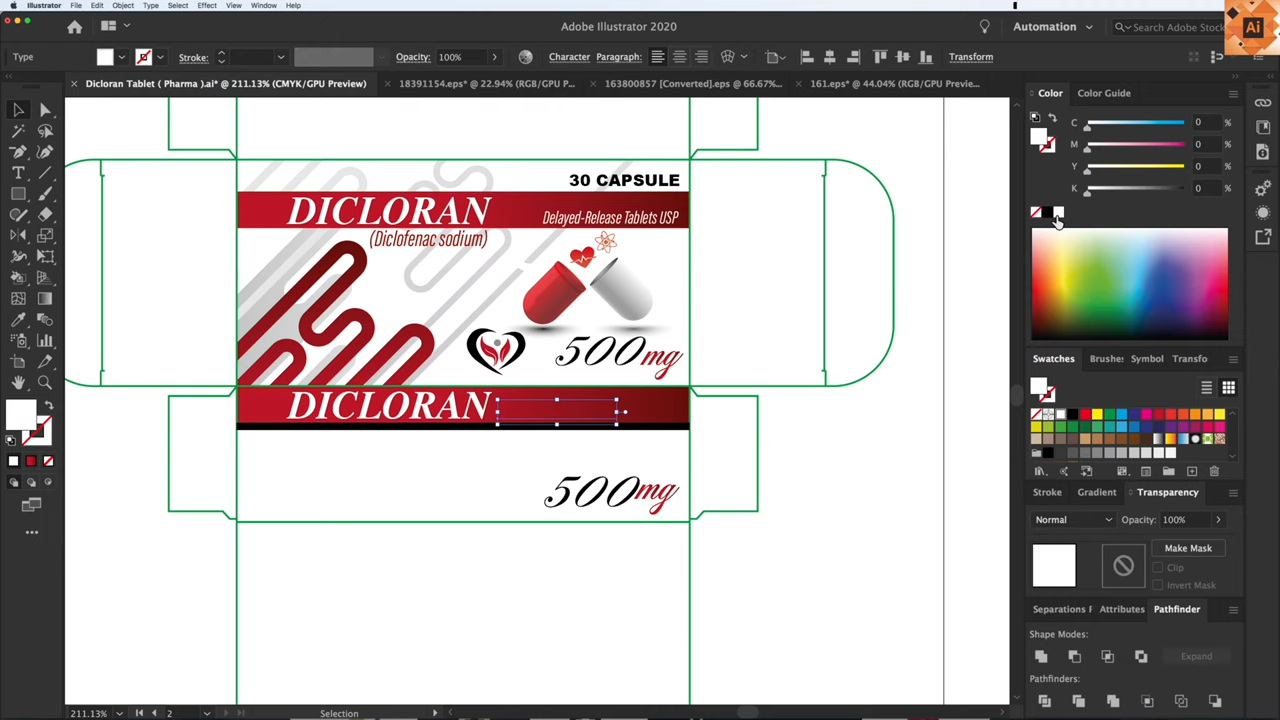 Illustrator File Edit Object Type Select Effect View Window Help
Adobe Illustrator 2020
Automation
Search Adobe Stock
Ai
Type
Stroke:
Opacity: 100%
Character
Paragraph:
Transform
Dicloran Tablet ( Pharma ).ai* @ 211.13% (CMYK/GPU Preview)
18391154.eps* @ 22.94% (RGB/GPU P...
163800857 [Converted].eps @ 66.67%...
161.eps* @ 44.04% (RGB/GPU Previe...
Color
Color Guide
C 0 %
M 0 %
Y 0 %
K 0 %
30 CAPSULE
DICLORAN
Delayed-Release Tablets USP
(Diclofenac sodium)
500mg
DICLORAN
500mg
Swatches
Brushe:
Symbol
Transfo
Stroke
Gradient
Transparency
Normal
Opacity: 100%
Make Mask
Clip
Invert Mask
Separations F
Attributes
Pathfinder
Shape Modes:
Expand
Pathfinders:
211.13%
2
Selection